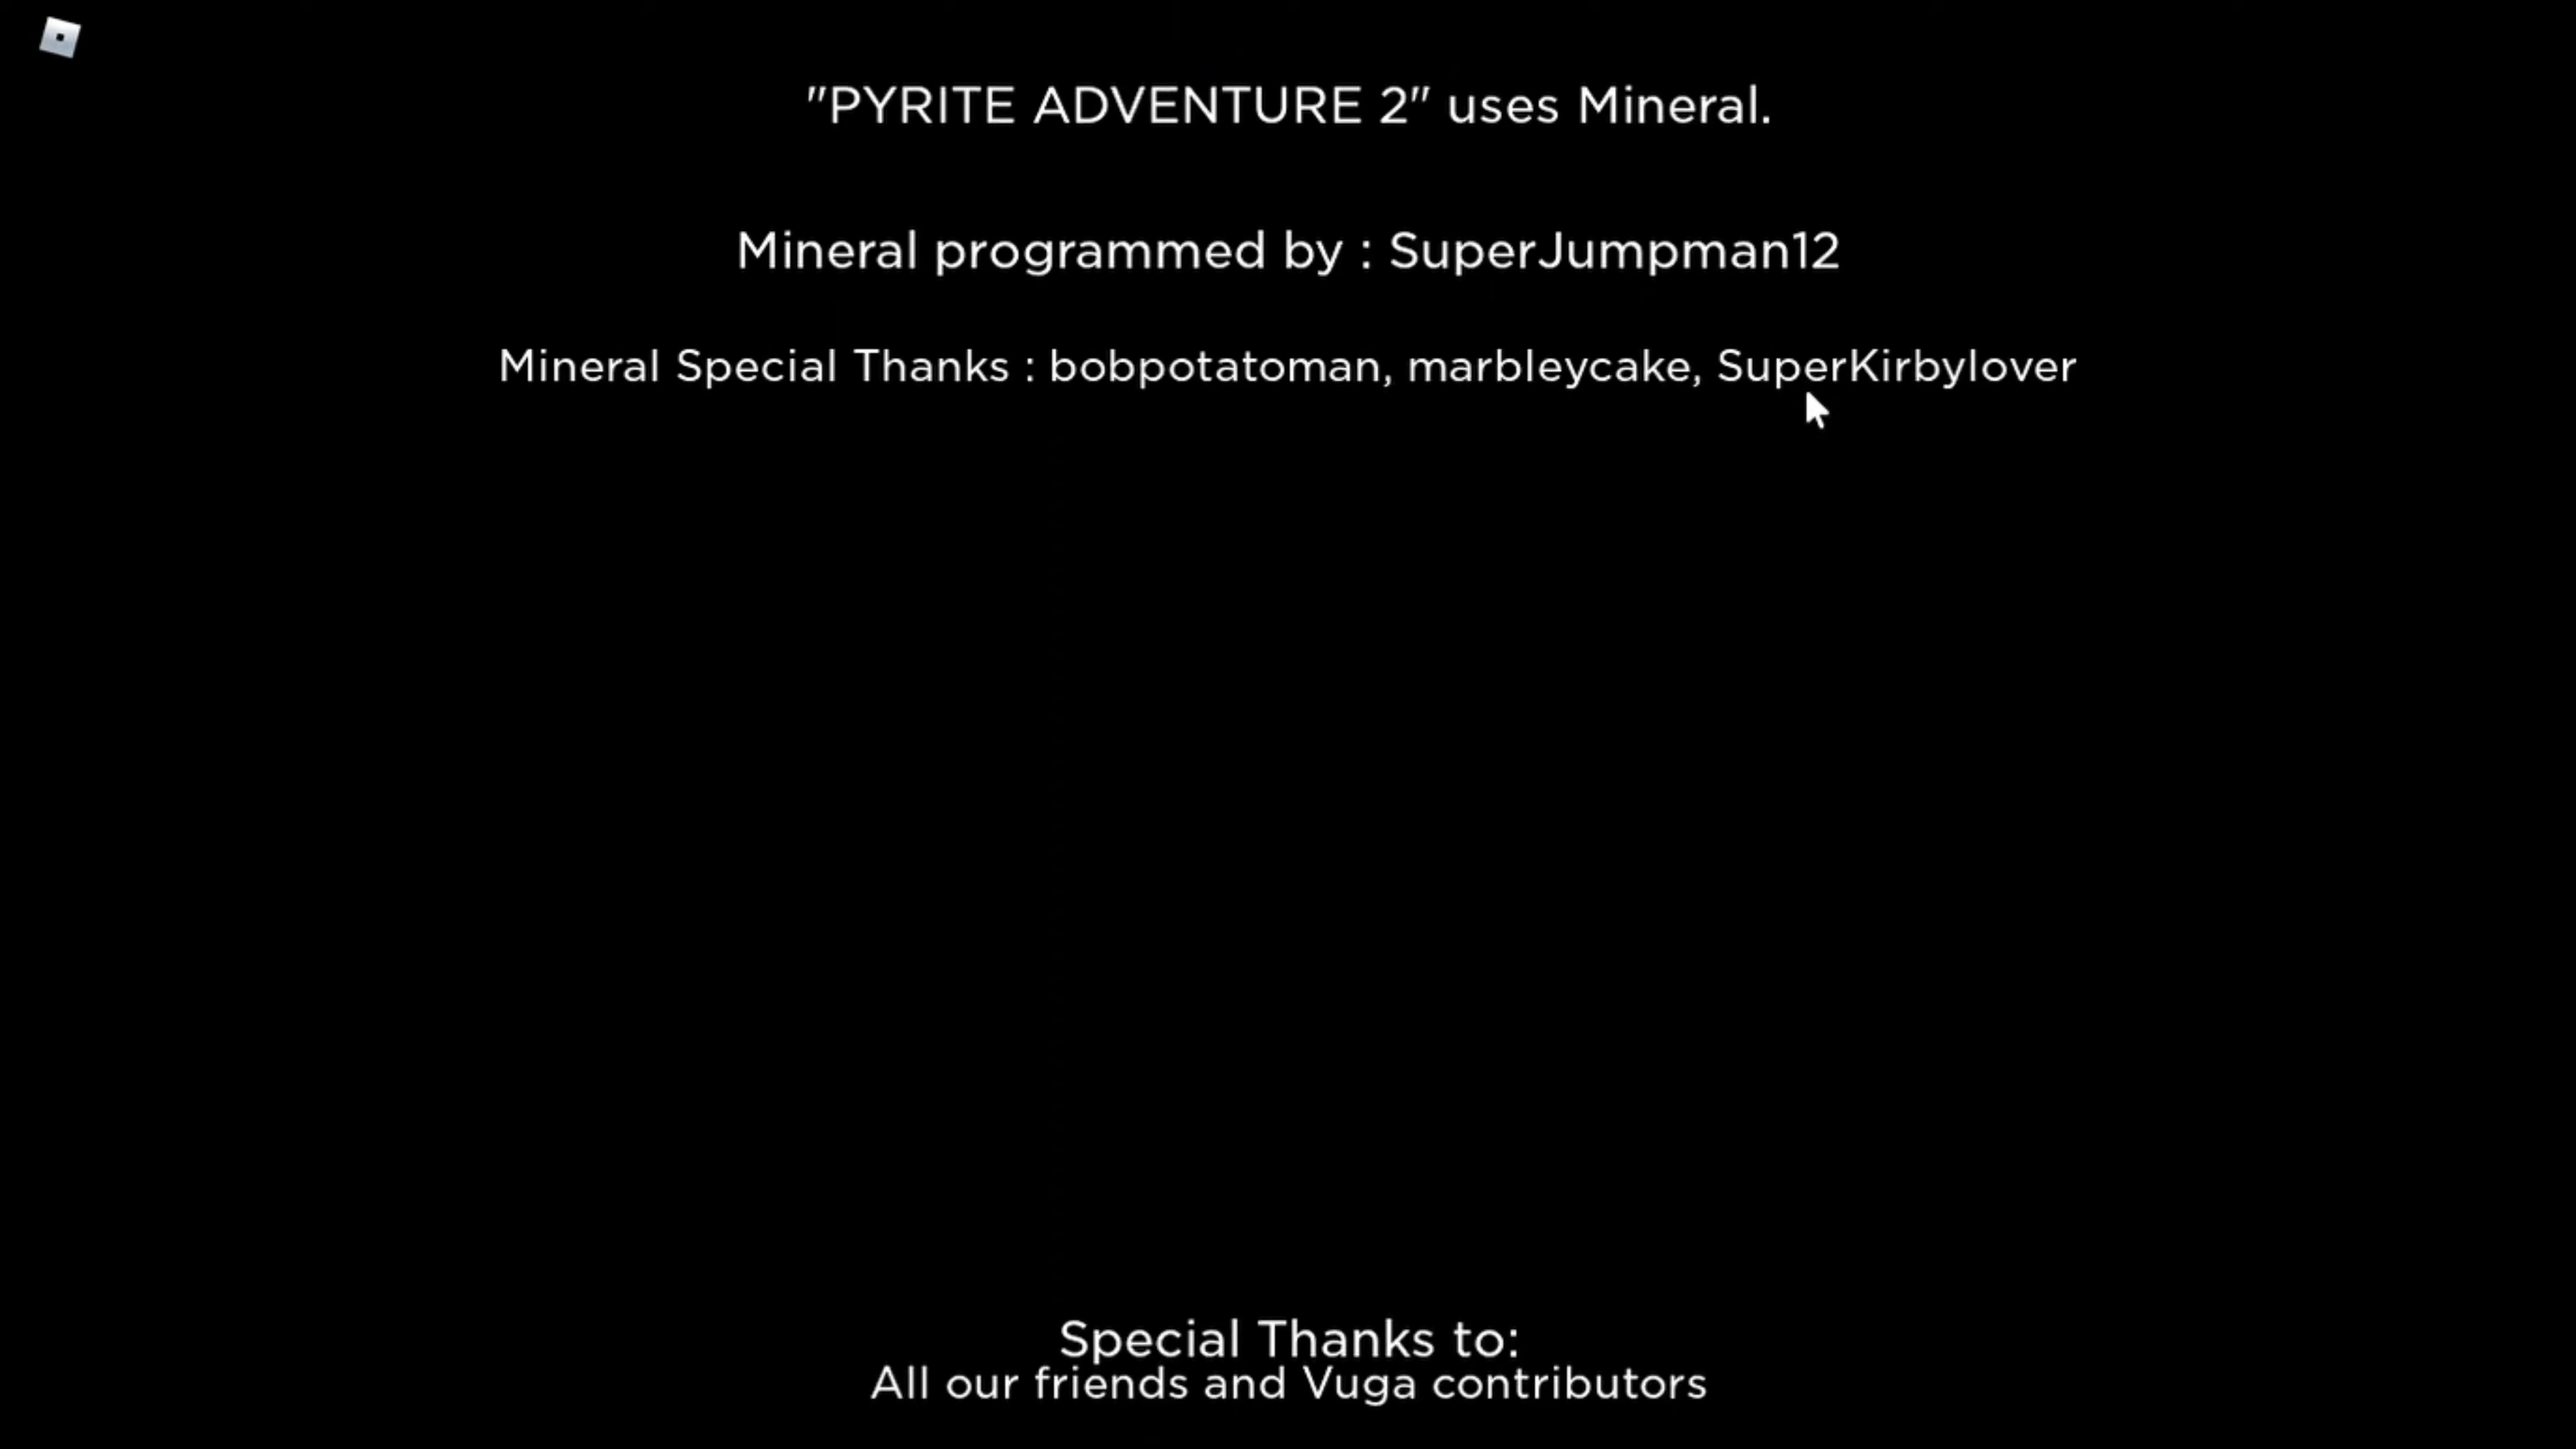 "PYRITE ADVENTURE 2" uses Mineral.
Mineral programmed by : SuperJumpman12
Mineral Special Thanks : bobpotatoman, marbleycake, SuperKirbylover
Special Thanks to:
All our friends and Vuga contributors